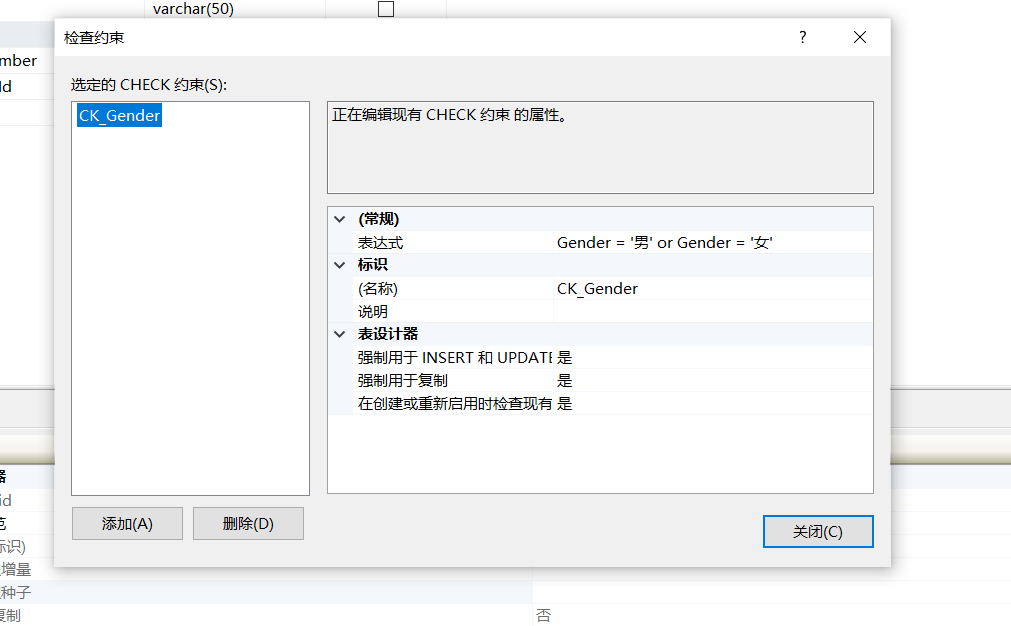 varchar(50)
mber
Id
检查约束
?
选定的 CHECK 约束(S):
CK_Gender
正在编辑现有 CHECK 约束 的属性。
(常规)
表达式 Gender = '男' or Gender = '女'
标识
(名称) CK_Gender
说明
表设计器
强制用于 INSERT 和 UPDATE 是
强制用于复制 是
在创建或重新启用时检查现有 是
添加(A) 删除(D)
关闭(C)
器
id
范
标识)
增量
种子
复制 否